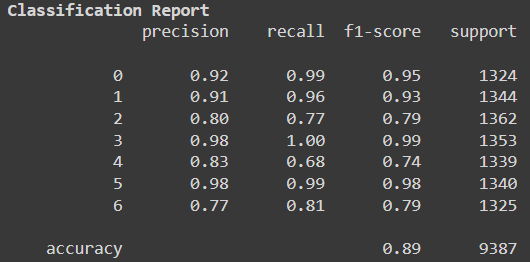 Classification Report
precision recall f1-score support
0 0.92 0.99 0.95 1324
1 0.91 0.96 0.93 1344
2 0.80 0.77 0.79 1362
3 0.98 1.00 0.99 1353
4 0.83 0.68 0.74 1339
5 0.98 0.99 0.98 1340
6 0.77 0.81 0.79 1325
accuracy 0.89 9387